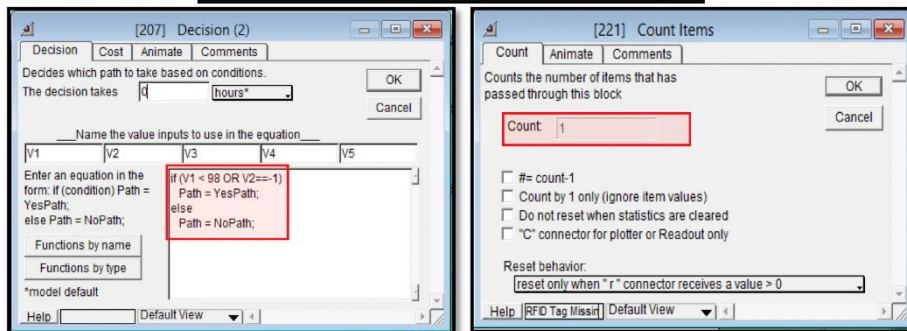 [207] Decision (2)
Decision Cost Animate Comments
Decides which path to take based on conditions.
The decision takes 0 hours*
OK
Cancel
___Name the value inputs to use in the equation___
V1 V2 V3 V4 V5
Enter an equation in the
form: if (condition) Path =
YesPath;
else Path = NoPath;
if (V1 < 98 OR V2==-1)
Path = YesPath;
else
Path = NoPath;
Functions by name
Functions by type
*model default
Help Default View
[221] Count Items
Count Animate Comments
Counts the number of items that has
passed through this block
OK
Cancel
Count: 1
#= count-1
Count by 1 only (ignore item values)
Do not reset when statistics are cleared
"C" connector for plotter or Readout only
Reset behavior:
reset only when " r " connector receives a value > 0
Help RFID Tag Missin Default View